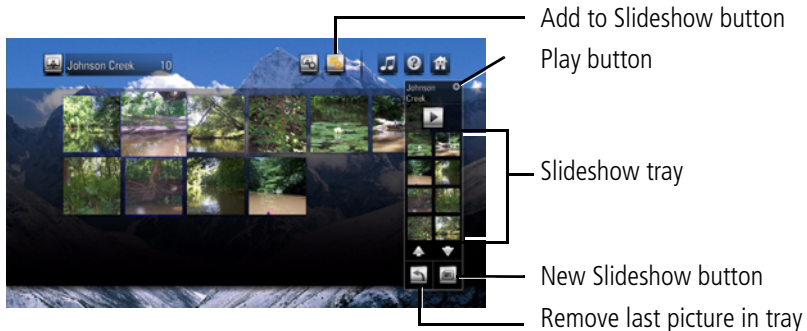 Add to Slideshow button
Play button
Johnson Creek 10
Johnson
Creek
Slideshow tray
New Slideshow button
Remove last picture in tray